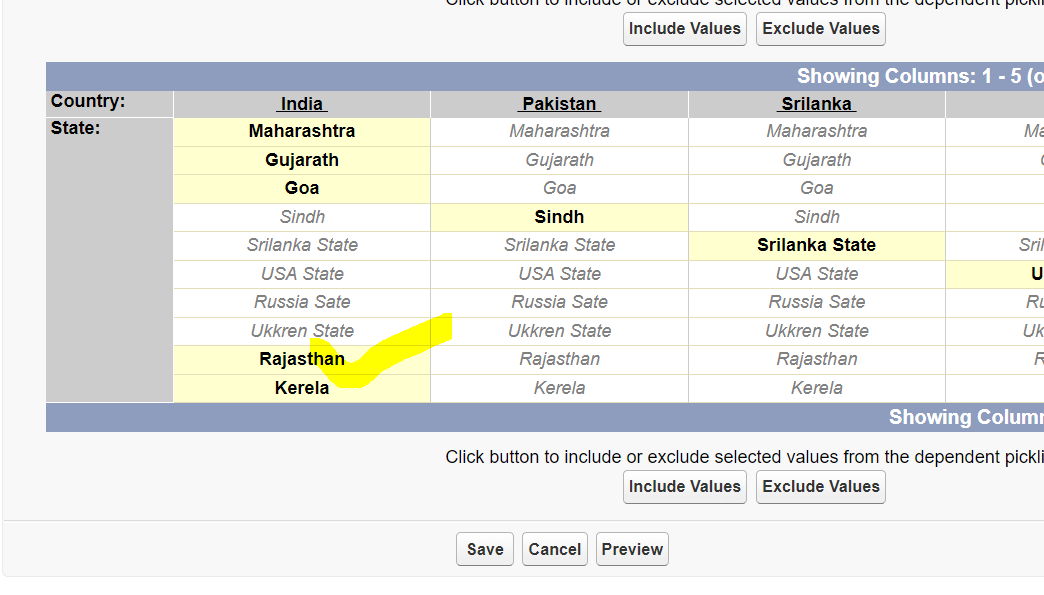 Click button to include or exclude selected values from the dependent
Include Values Exclude Values
Showing Columns: 1 - 5
Country: India Pakistan Srilanka
State: Maharashtra Maharashtra Maharashtra
Gujarath Gujarath Gujarath
Goa Goa Goa
Sindh Sindh Sindh
Srilanka State Srilanka State Srilanka State
USA State USA State USA State
Russia Sate Russia Sate Russia Sate
Ukkren State Ukkren State Ukkren State
Rajasthan Rajasthan Rajasthan
Kerela Kerela Kerela
Showing
Click button to include or exclude selected values from the dependent
Include Values Exclude Values
Save Cancel Preview